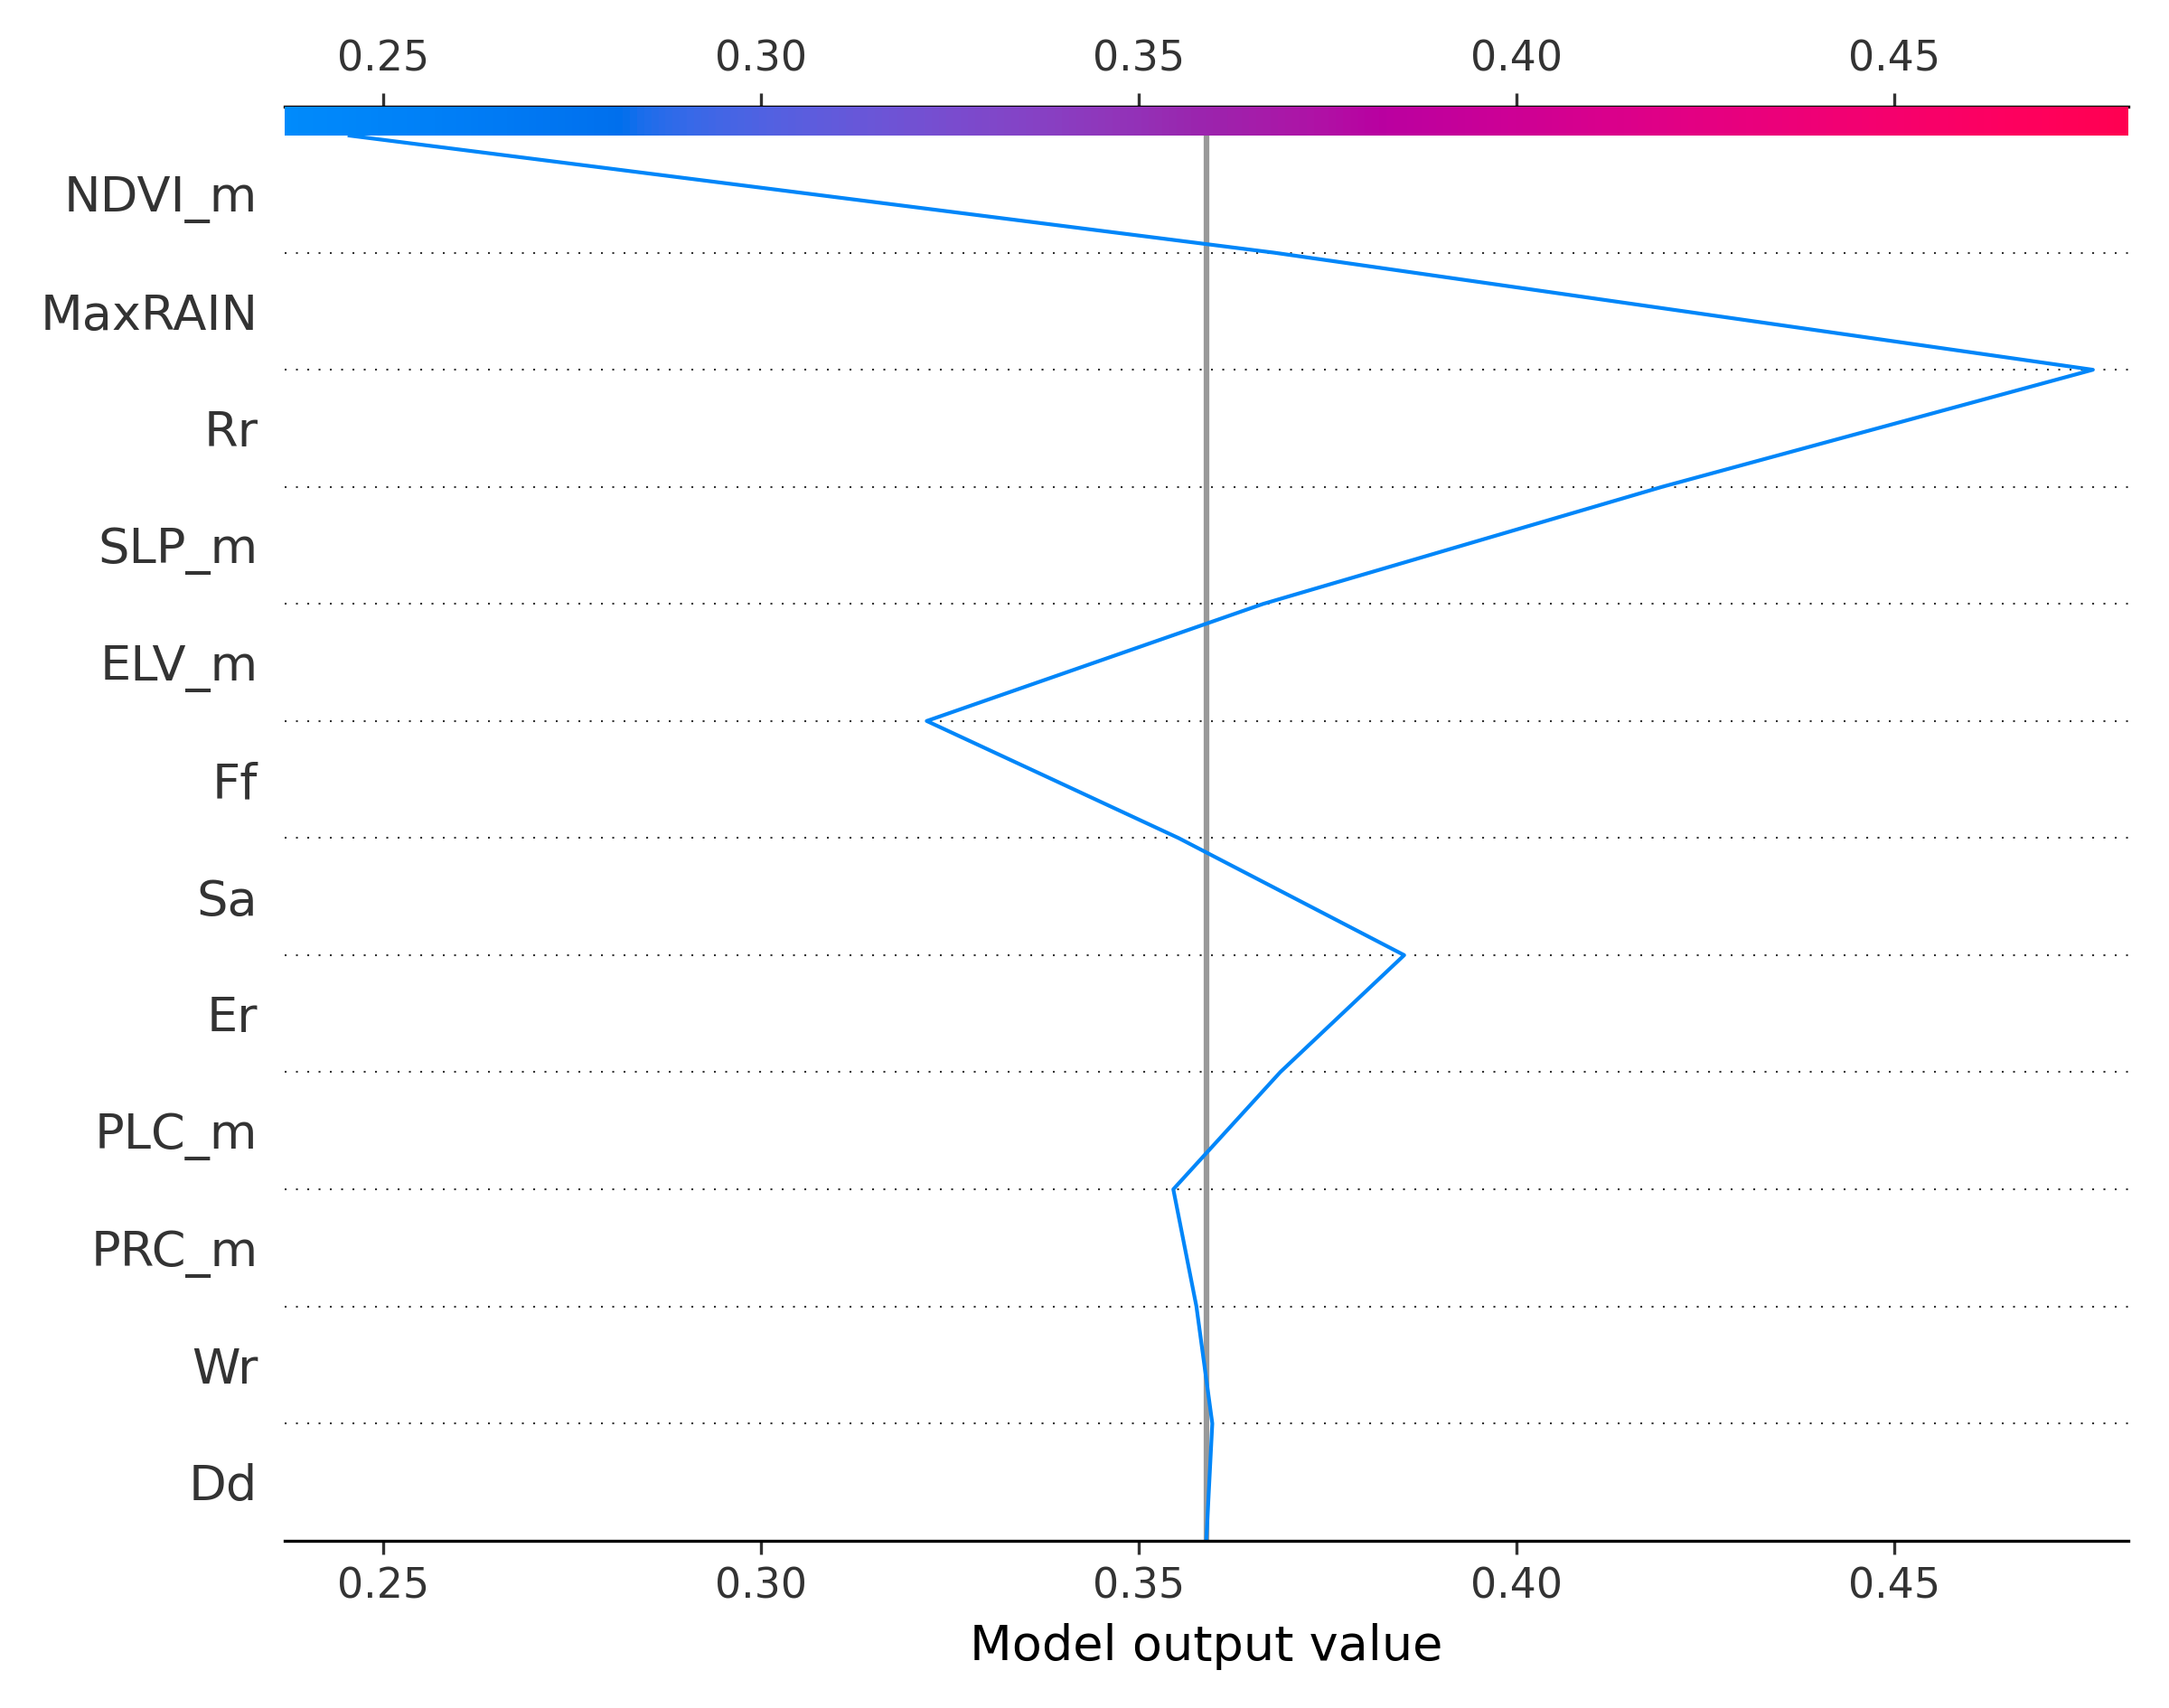 0.25 0.30 0.35 0.40 0.45
NDVI_m
MaxRAIN
Rr
SLP_m
ELV_m
Ff
Sa
Er
PLC_m
PRC_m
Wr
Dd
0.25 0.30 0.35 0.40 0.45
Model output value